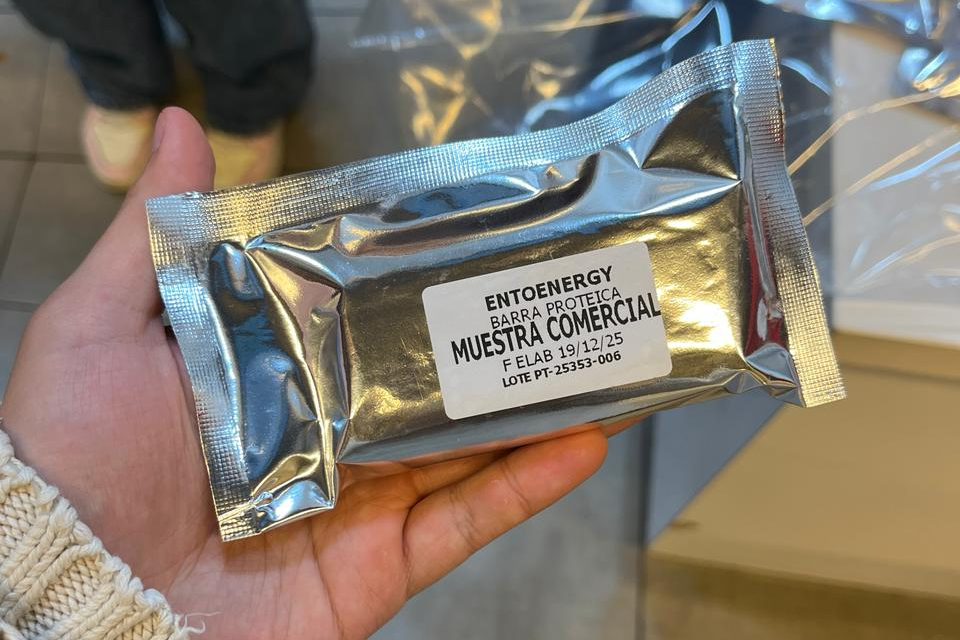 ENTOENERGY
BARRA PROTEICA
MUESTRA COMERCIAL
F ELAB 19/12/25
LOTE PT-25353-006